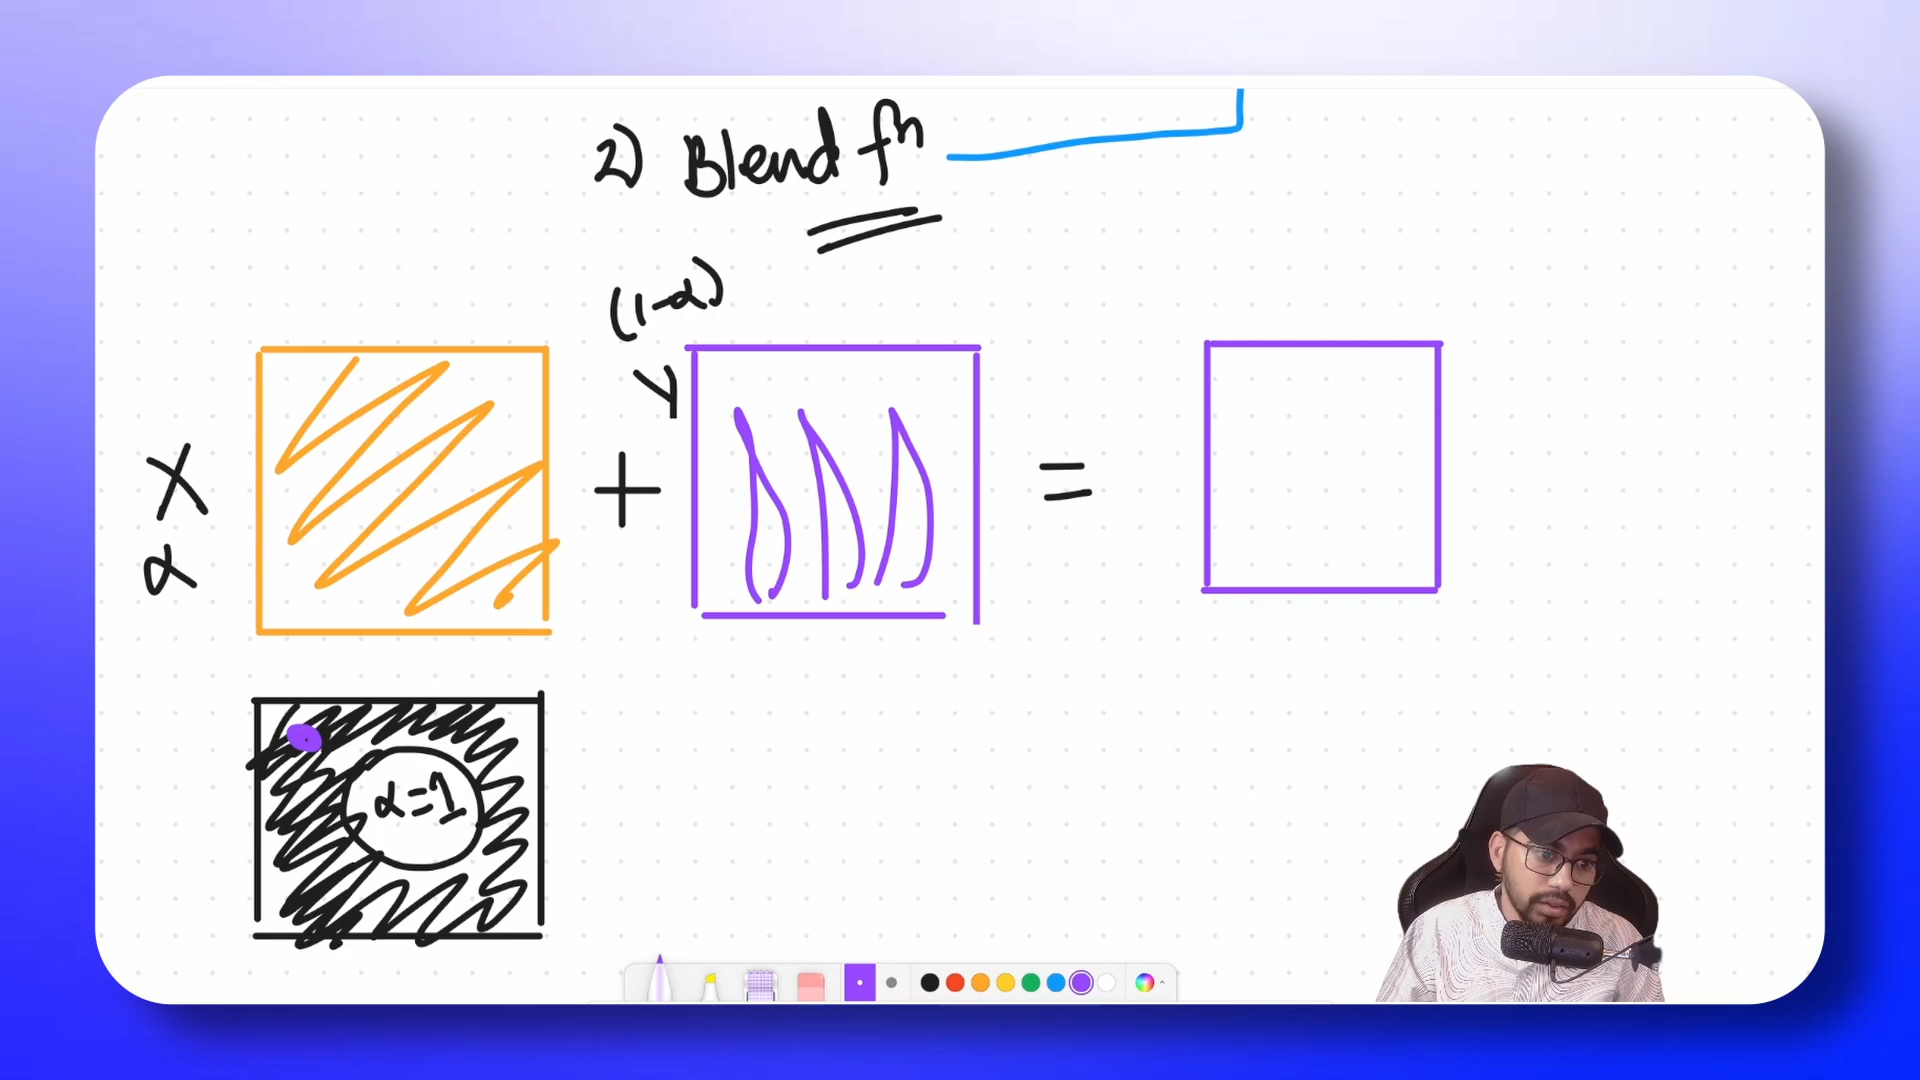 2) Blend fn
(1-α)
Y
X
+
=
α
α=1